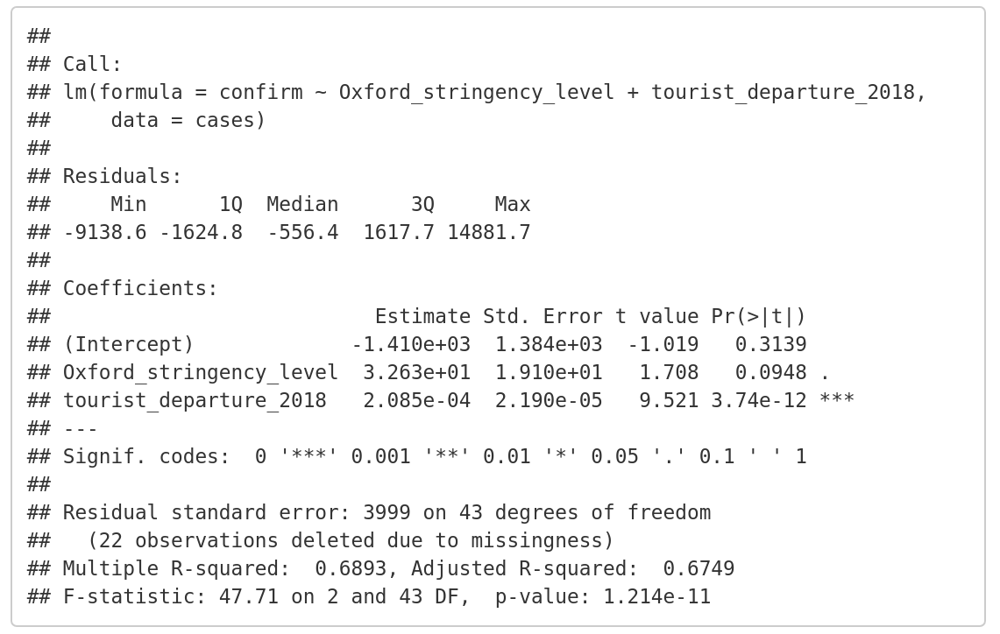 ##
## Call:
## lm(formula = confirm ~ Oxford_stringency_level + tourist_departure_2018,
##     data = cases)
##
## Residuals:
##     Min      1Q  Median      3Q     Max
## -9138.6 -1624.8  -556.4  1617.7 14881.7
##
## Coefficients:
##                           Estimate Std. Error t value Pr(>|t|)
## (Intercept)             -1.410e+03  1.384e+03  -1.019   0.3139
## Oxford_stringency_level  3.263e+01  1.910e+01   1.708   0.0948 .
## tourist_departure_2018   2.085e-04  2.190e-05   9.521 3.74e-12 ***
## ---
## Signif. codes:  0 '***' 0.001 '**' 0.01 '*' 0.05 '.' 0.1 ' ' 1
##
## Residual standard error: 3999 on 43 degrees of freedom
##   (22 observations deleted due to missingness)
## Multiple R-squared:  0.6893, Adjusted R-squared:  0.6749
## F-statistic: 47.71 on 2 and 43 DF,  p-value: 1.214e-11